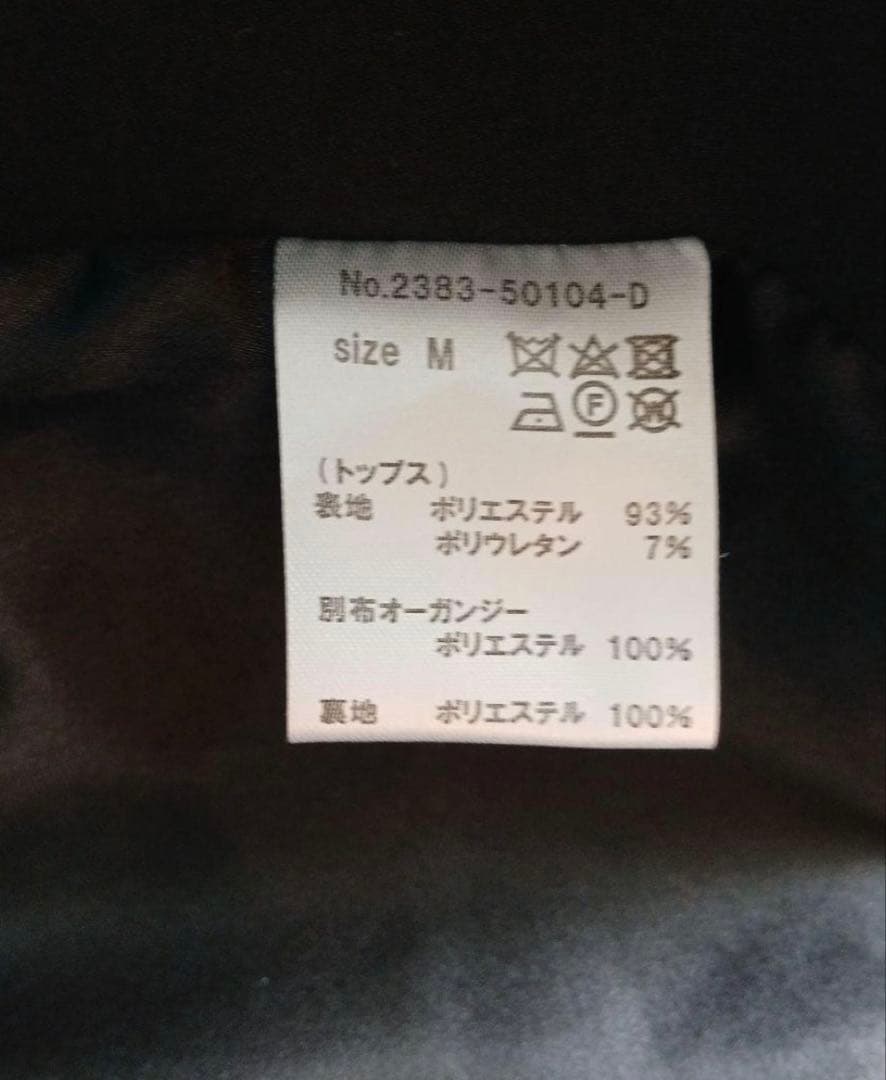 No.2383-50104-D
size M
F
W
(トップス)
表地 ポリエステル 93%
ポリウレタン 7%
別布オーガンジー
ポリエステル 100%
裏地 ポリエステル 100%